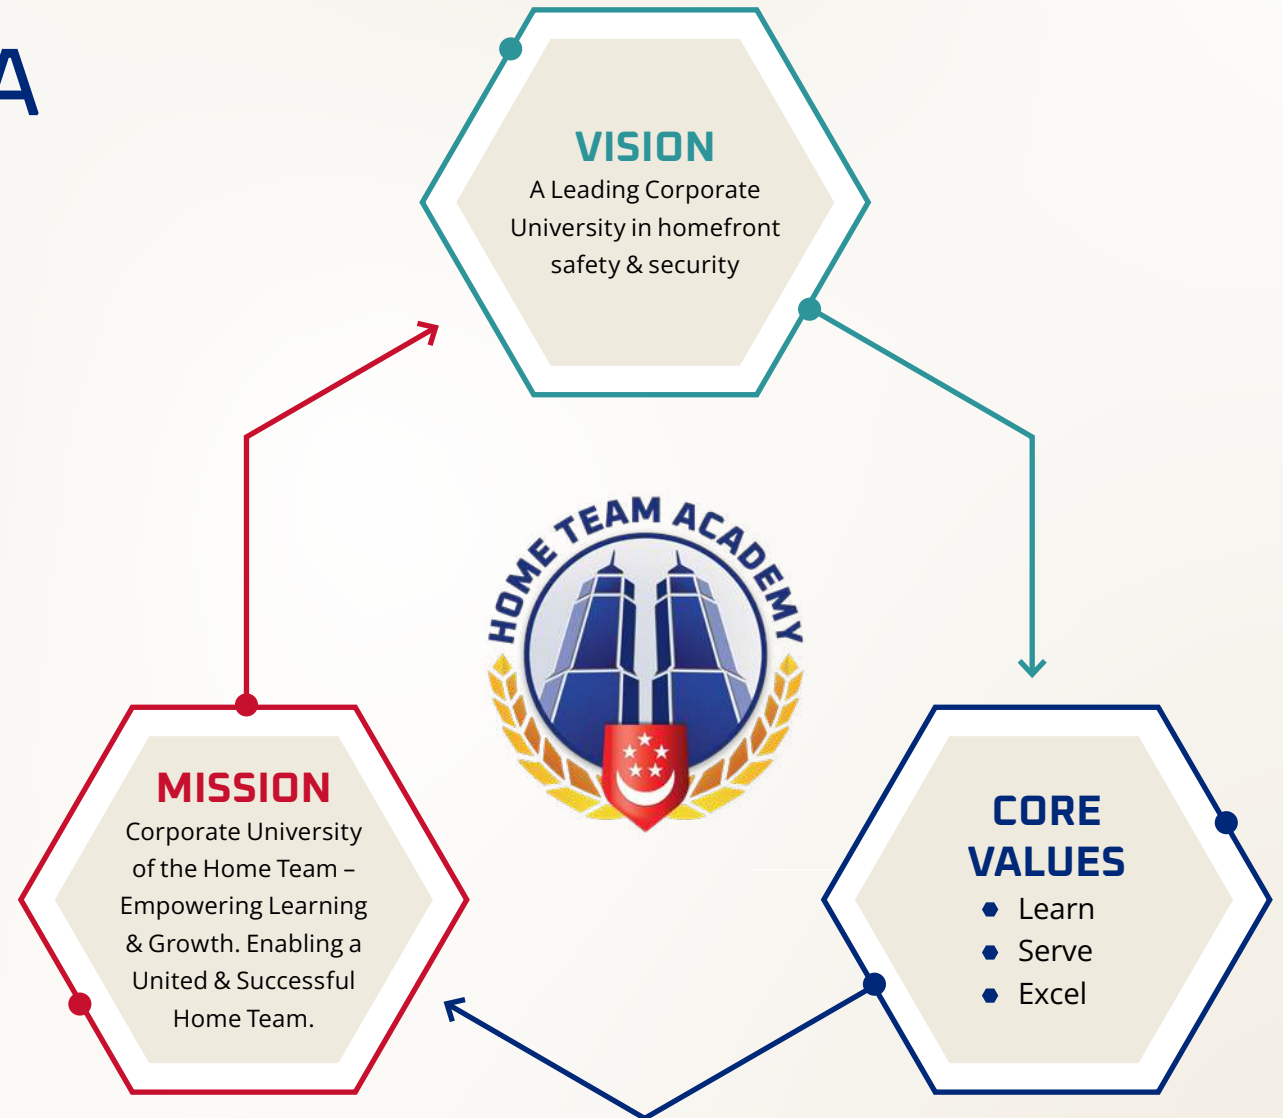 A
VISION
A Leading Corporate
University in homefront
safety & security
HOME TEAM ACADEMY
MISSION
Corporate University
of the Home Team –
Empowering Learning
& Growth. Enabling a
United & Successful
Home Team.
CORE
VALUES
Learn
Serve
Excel